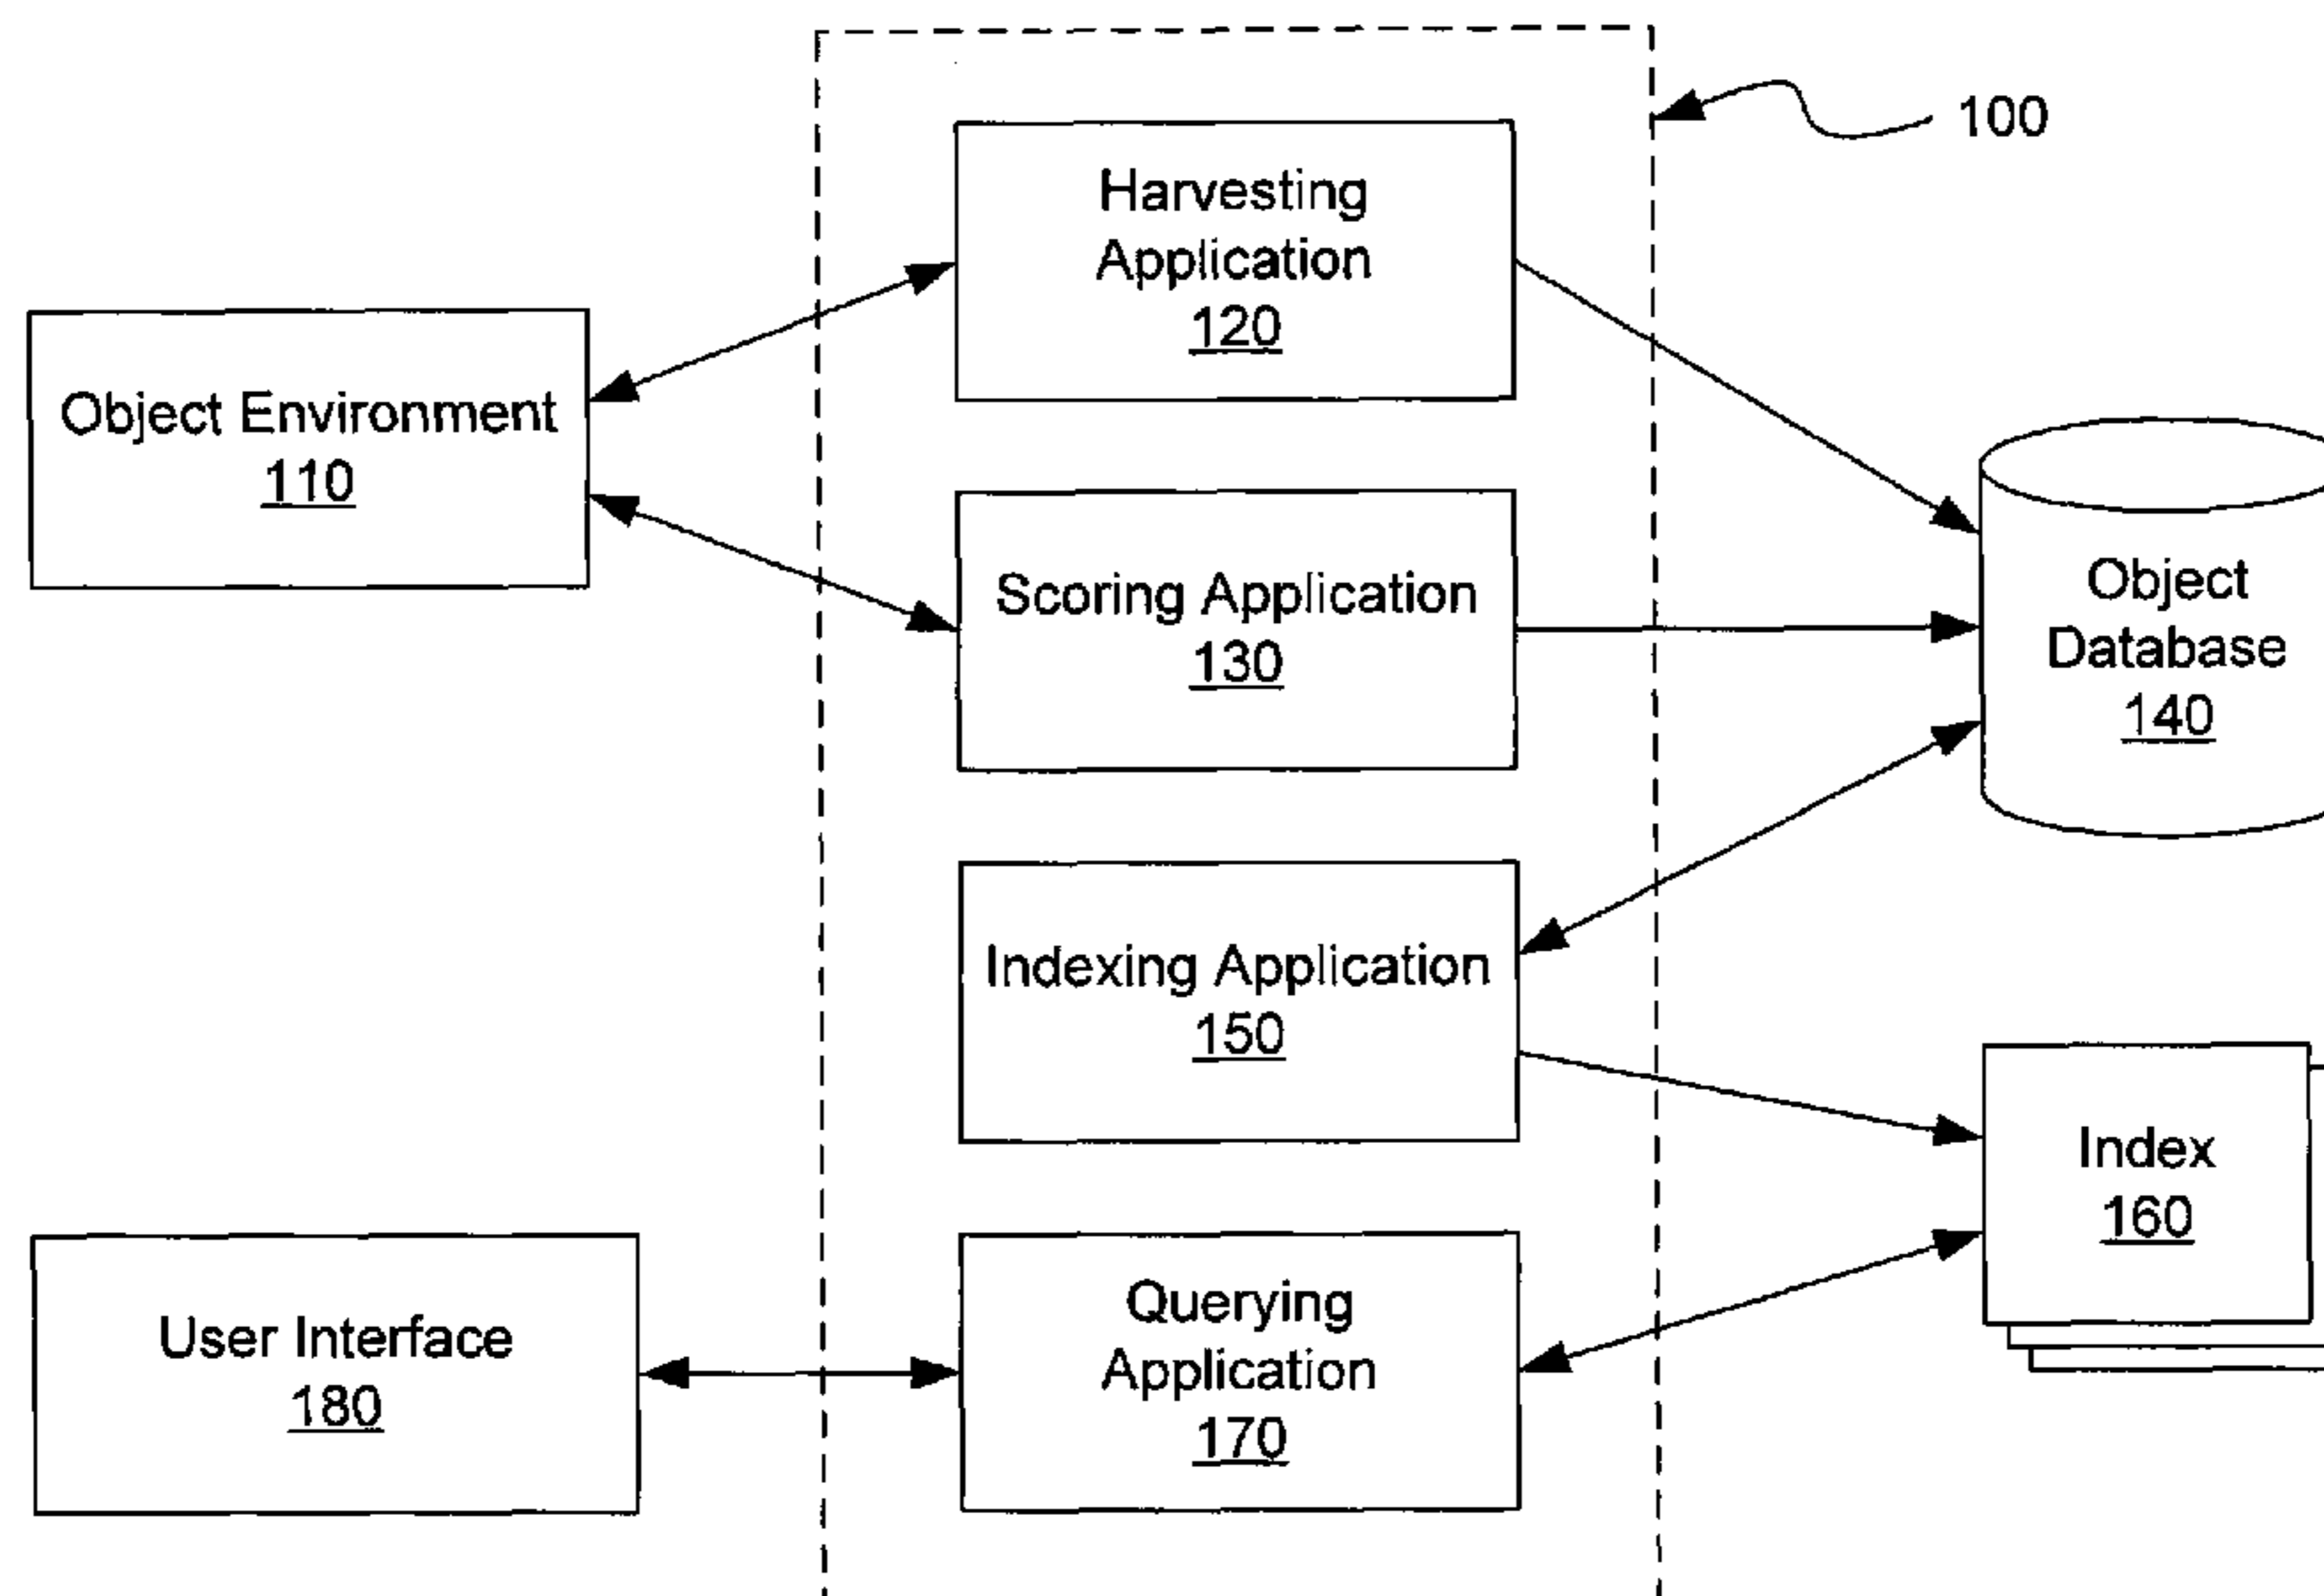 100
Harvesting
Application
120
Object Environment
110
Scoring Application
130
Object
Database
140
Indexing Application
150
Index
160
User Interface
180
Querying
Application
170